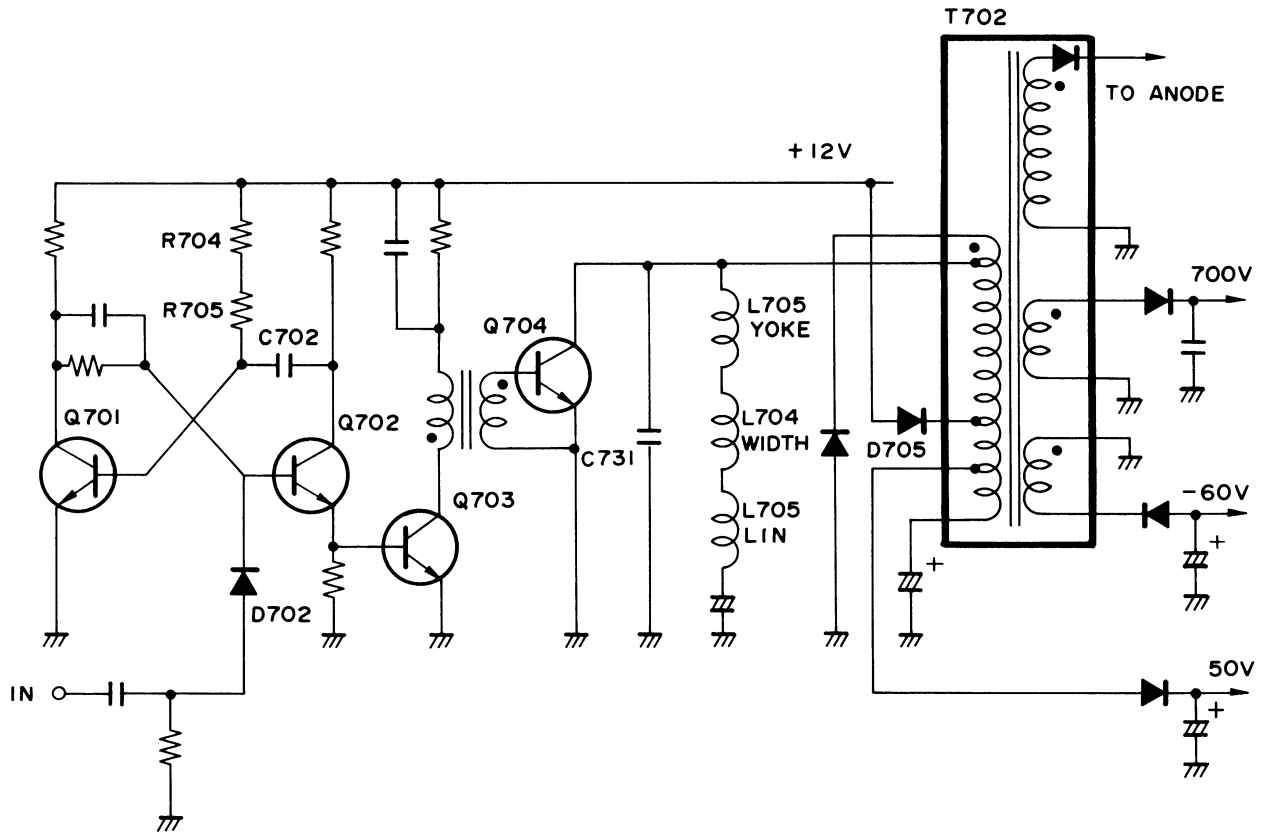 T702
TO ANODE
+12V
R704
R705
C702
Q704
L705
YOKE
700V
Q701
Q702
L704
WIDTH
D705
C731
Q703
L705
LIN
-60V
+
+
D702
50V
+
IN